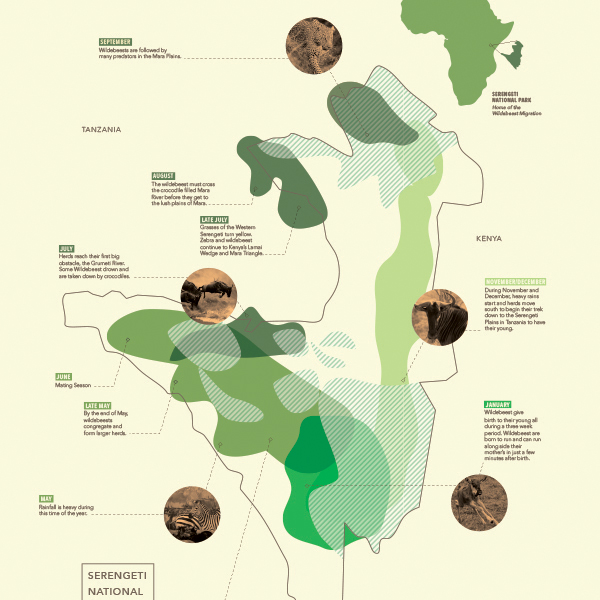 SEPTEMBER
Wildebeests are followed by
many predators in the Mara Plains.
SERENGETI
NATIONAL PARK
Home of the
Wildebeest Migration
TANZANIA
AUGUST
The wildebeest must cross
the crocodile filled Mara
River before they get to
the lush plains of Mara.
LATE JULY
Grasses of the Western
Serengeti turn yellow.
Zebra and wildebeest
continue to Kenya's Lamai
Wedge and Mara Triangle.
KENYA
JULY
Herds reach their first big
obstacle, the Grumeti River.
Some Wildebeest drown and
are taken down by crocodiles.
NOVEMBER/DECEMBER
During November and
December, heavy rains
start and herds move
south to begin their trek
down to the Serengeti
Plains in Tanzania to have
their young.
JUNE
Mating Season
LATE MAY
By the end of May,
wildebeests
congregate and
form larger herds.
JANUARY
Wildebeest give
birth to their young all
during a three week
period. Wildebeest are
born to run and can run
along side their
mother's in just a few
minutes after birth.
MAY
Rainfall is heavy during
this time of the year.
SERENGETI
NATIONAL